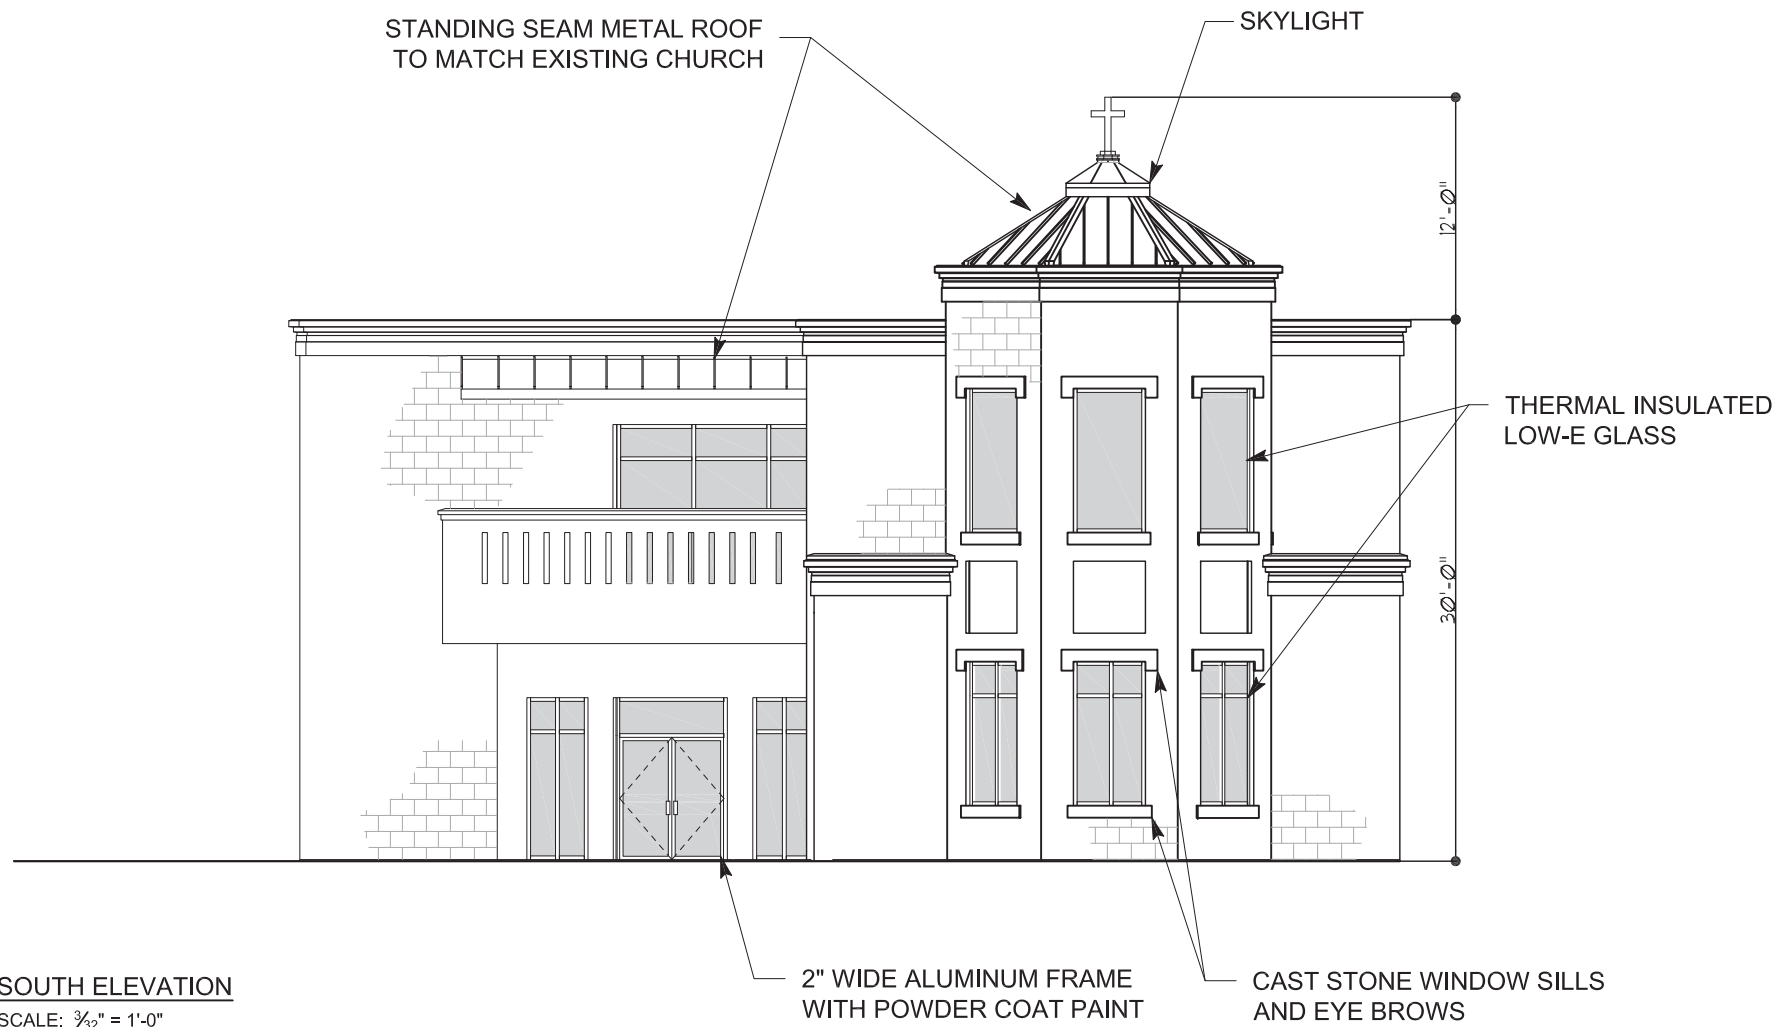 STANDING SEAM METAL ROOF
TO MATCH EXISTING CHURCH
SKYLIGHT
12'-0"
THERMAL INSULATED
LOW-E GLASS
30'-0"
2" WIDE ALUMINUM FRAME
WITH POWDER COAT PAINT
CAST STONE WINDOW SILLS
AND EYE BROWS
SOUTH ELEVATION
SCALE: 3/32" = 1'-0"